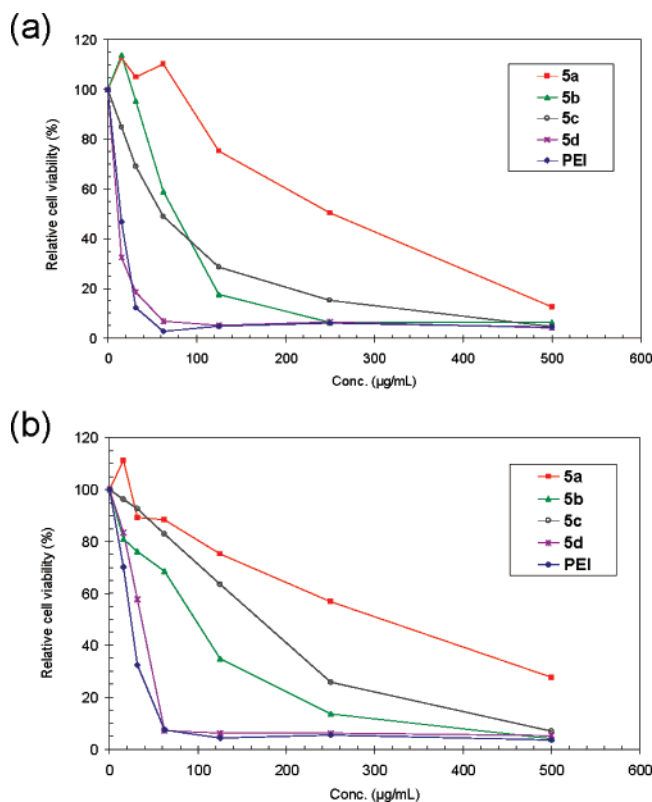 (a)
120
100
80
60
40
20
0
Relative cell viability (%)
0 100 200 300 400 500 600
Conc. (µg/mL)
5a
5b
5c
5d
PEI
(b)
120
100
80
60
40
20
0
Relative cell viability (%)
0 100 200 300 400 500 600
Conc. (µg/mL)
5a
5b
5c
5d
PEI